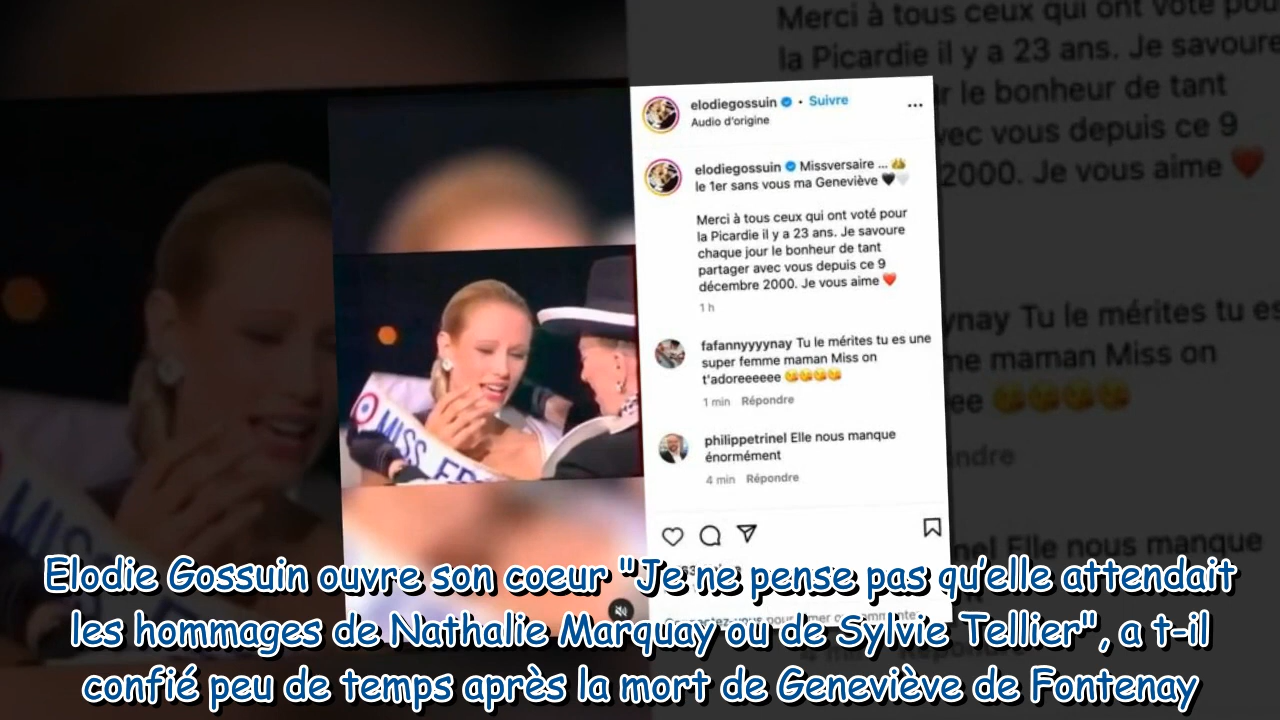 Merci à tous ceux qui ont voté pou
la Picardie il y a 23 ans. Je savoure
r le bonheur de tant
vec vous depuis ce 9
2000. Je vous aime ❤️
elodiegossuin • Suivre
Audio d'origine
elodiegossuin Missversaire ... 👑
le 1er sans vous ma Geneviève 🖤🤍
Merci à tous ceux qui ont voté pour
la Picardie il y a 23 ans. Je savoure
chaque jour le bonheur de tant
partager avec vous depuis ce 9
décembre 2000. Je vous aime ❤️
1 h
fafannyyyynay Tu le mérites tu es une
super femme maman Miss on
t'adoreeeeee 😘😘😘😘
1 min Répondre
philippetrinel Elle nous manque
énormément
4 min Répondre
ynay Tu le mérites tu es
me maman Miss on
ee 😘😘😘😘
ndre
nel Elle nous manque
MISS
MISS FR
Elodie Gossuin ouvre son coeur "Je ne pense pas qu'elle attendait
les hommages de Nathalie Marquay ou de Sylvie Tellier", a t-il
confié peu de temps après la mort de Geneviève de Fontenay